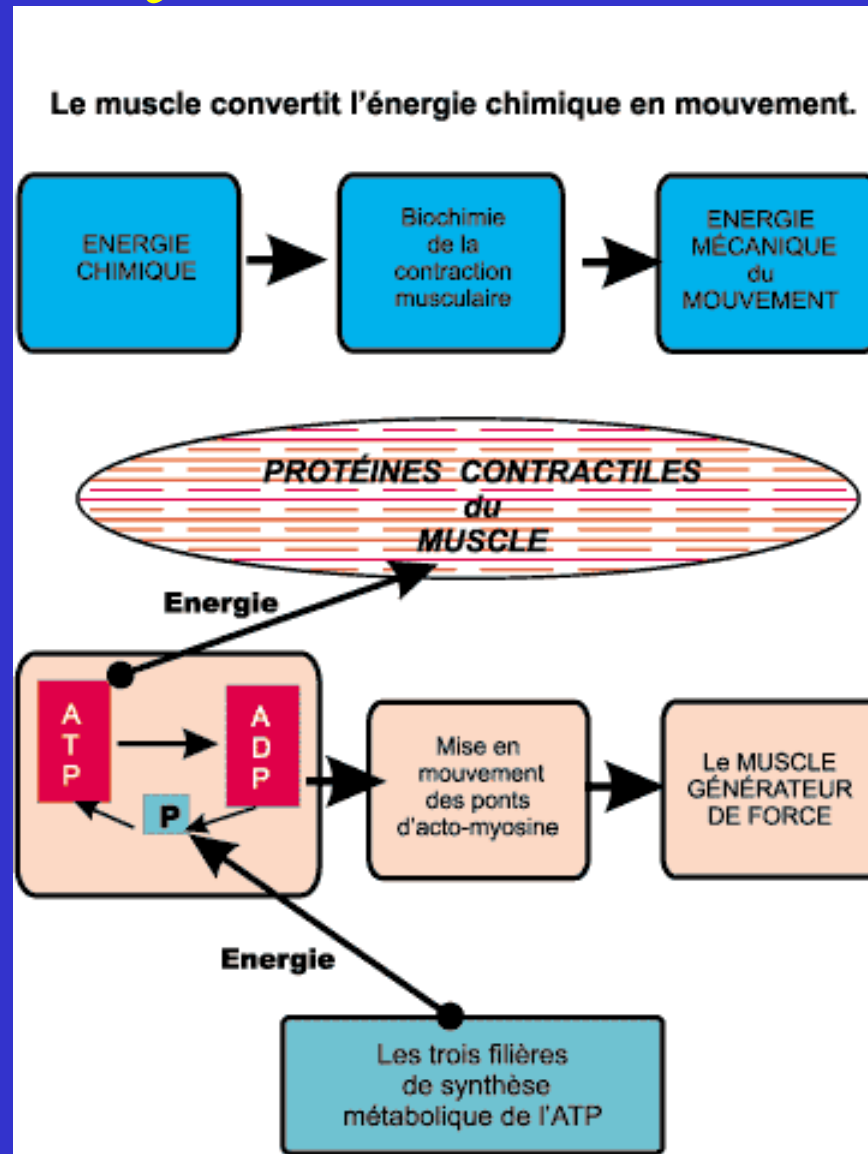 Le muscle convertit l'énergie chimique en mouvement.
ENERGIE
CHIMIQUE
Biochimie
de la
contraction
musculaire
ENERGIE
MÉCANIQUE
du
MOUVEMENT
PROTÉINES CONTRACTILES
du
MUSCLE
Energie
ATP
ADP
P
Mise en
mouvement
des ponts
d'acto-myosine
Le MUSCLE
GÉNÉRATEUR
DE FORCE
Energie
Les trois filières
de synthèse
métabolique de l'ATP